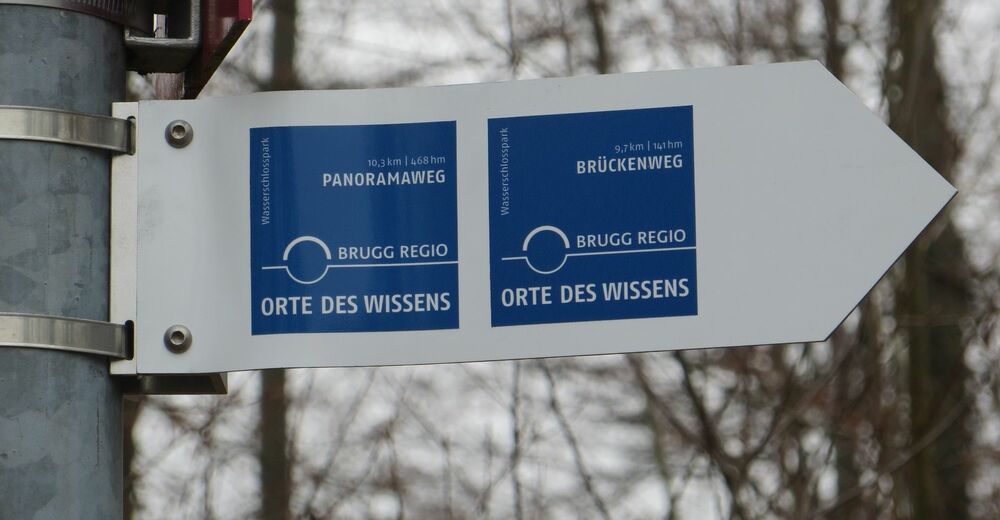 Wasserschlosspark
10,3 km | 468 hm
PANORAMAWEG
BRUGG REGIO
ORTE DES WISSENS
Wasserschlosspark
9,7 km | 141 hm
BRÜCKENWEG
BRUGG REGIO
ORTE DES WISSENS